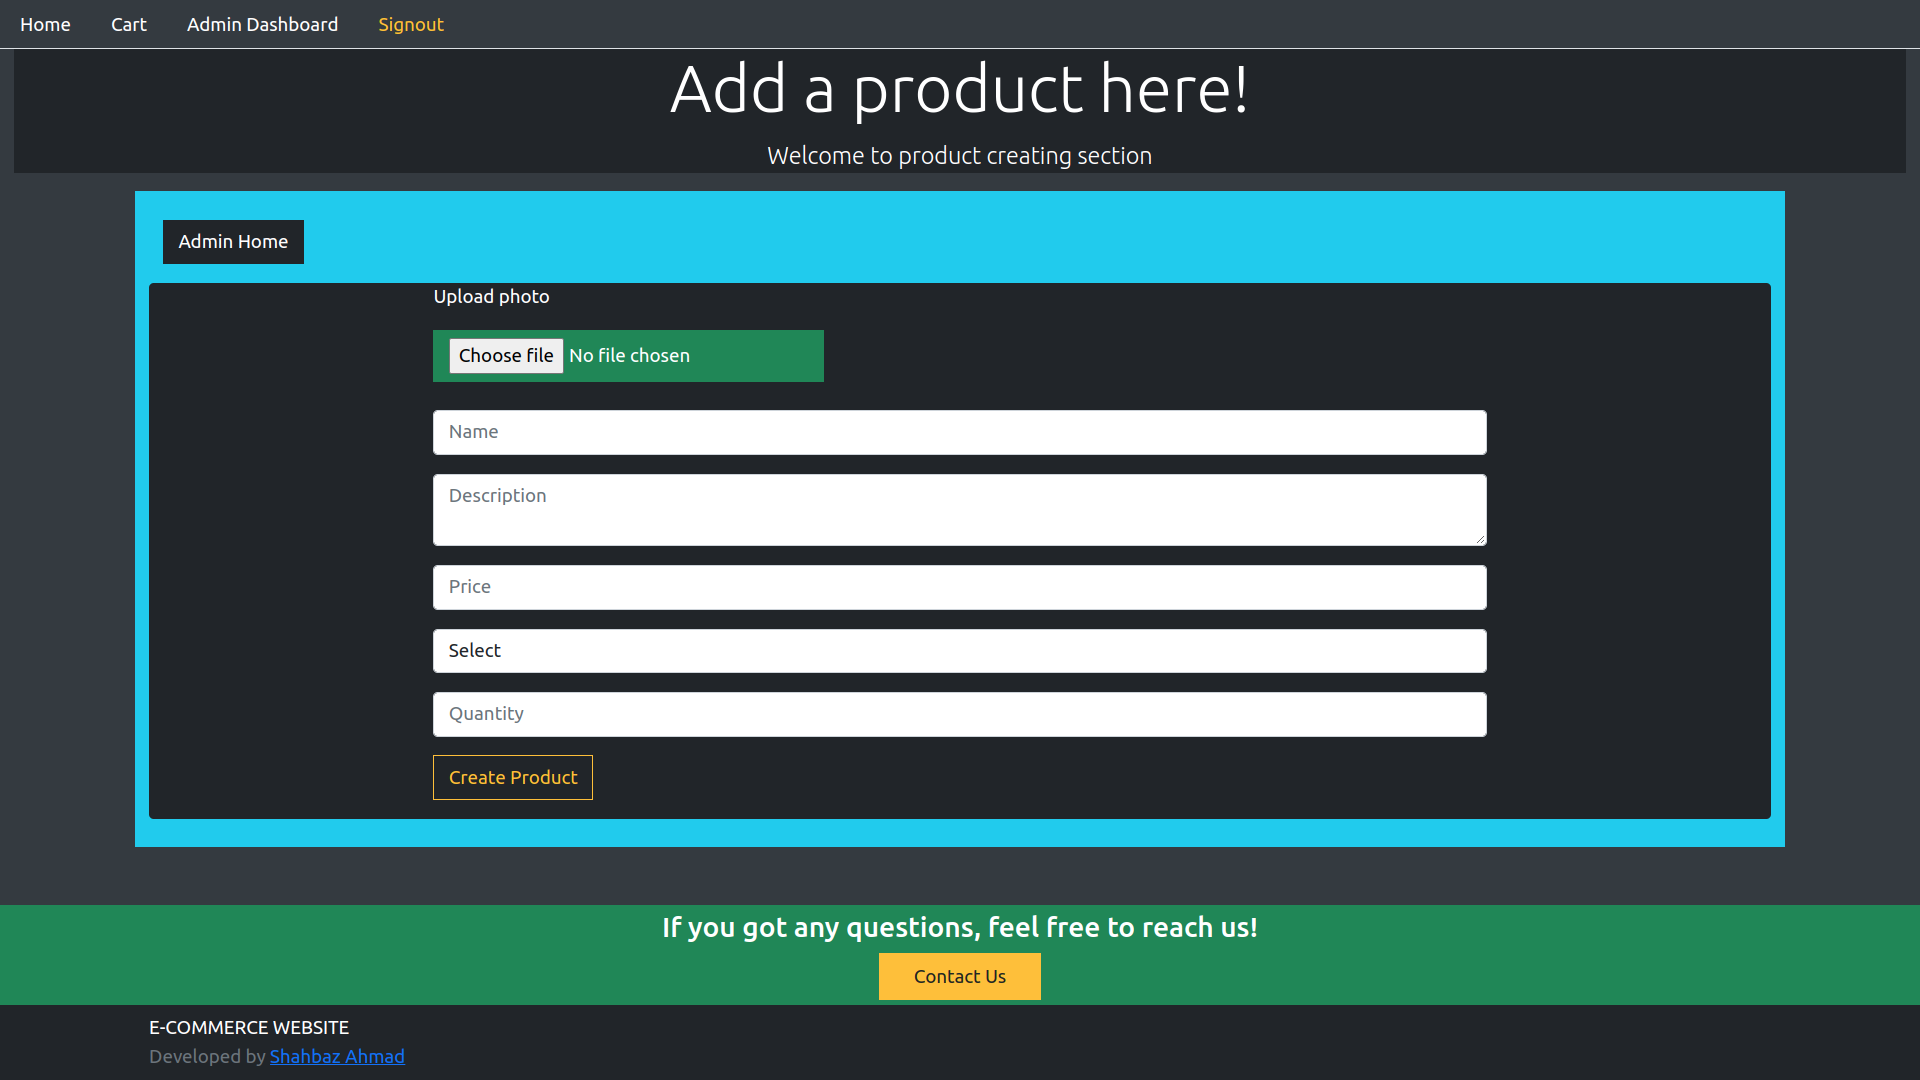 Home Cart Admin Dashboard Signout
Add a product here!
Welcome to product creating section
Admin Home
Upload photo
Choose file No file chosen
Name
Description
Price
Select
Quantity
Create Product
If you got any questions, feel free to reach us!
Contact Us
E-COMMERCE WEBSITE
Developed by Shahbaz Ahmad